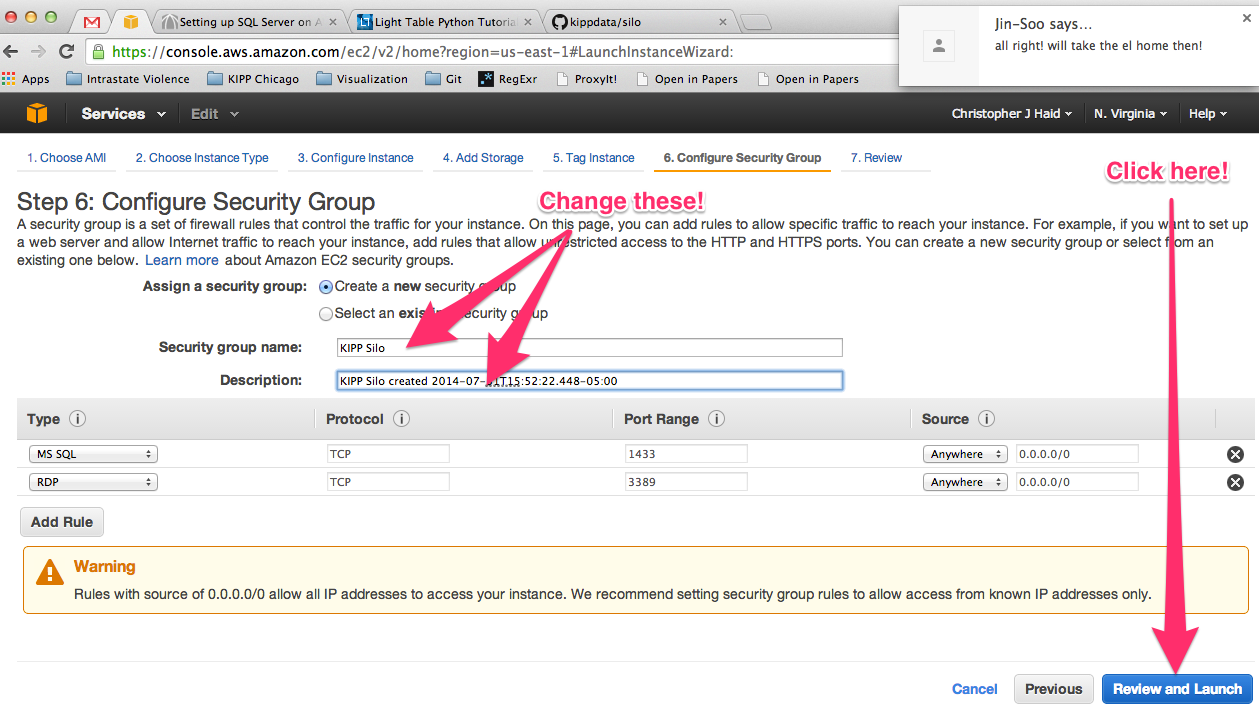 Setting up SQL Server on A
Light Table Python Tutoria
kippdata/silo
Jin-Soo says...
all right! will take the el home then!
https://console.aws.amazon.com/ec2/v2/home?region=us-east-1#LaunchInstanceWizard:
Apps Intrastate Violence KIPP Chicago Visualization Git RegExr ProxyIt! Open in Papers Open in Papers
Services Edit Christopher J Haid N. Virginia Help
1. Choose AMI 2. Choose Instance Type 3. Configure Instance 4. Add Storage 5. Tag Instance 6. Configure Security Group 7. Review
Click here!
Step 6: Configure Security Group
Change these!
A security group is a set of firewall rules that control the traffic for your instance. On this page, you can add rules to allow specific traffic to reach your instance. For example, if you want to set up
a web server and allow Internet traffic to reach your instance, add rules that allow unrestricted access to the HTTP and HTTPS ports. You can create a new security group or select from an
existing one below. Learn more about Amazon EC2 security groups.
Assign a security group: Create a new security group
Select an existing security group
Security group name: KIPP Silo
Description: KIPP Silo created 2014-07-31T15:52:22.448-05:00
Type i Protocol i Port Range i Source i
MS SQL TCP 1433 Anywhere 0.0.0.0/0
RDP TCP 3389 Anywhere 0.0.0.0/0
Add Rule
Warning
Rules with source of 0.0.0.0/0 allow all IP addresses to access your instance. We recommend setting security group rules to allow access from known IP addresses only.
Cancel Previous Review and Launch